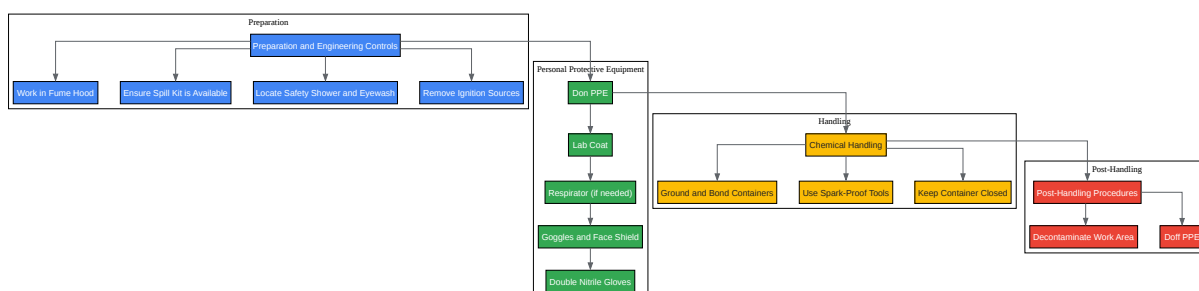 Preparation
Preparation and Engineering Controls
Work in Fume Hood
Ensure Spill Kit is Available
Locate Safety Shower and Eyewash
Remove Ignition Sources
Personal Protective Equipment
Don PPE
Lab Coat
Respirator (if needed)
Goggles and Face Shield
Double Nitrile Gloves
Handling
Chemical Handling
Ground and Bond Containers
Use Spark-Proof Tools
Keep Container Closed
Post-Handling
Post-Handling Procedures
Decontaminate Work Area
Doff PPE